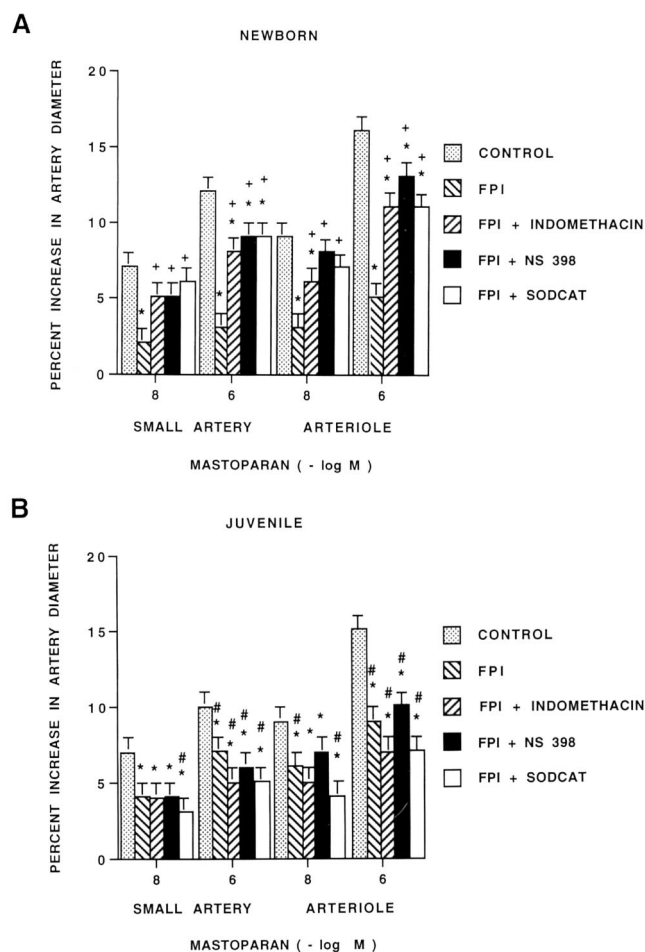 A
NEWBORN
PERCENT INCREASE IN ARTERY DIAMETER
20
15
10
5
0
* + + +
* * + * + * +
* * + + +
* * + * + * +
8 6 8 6
SMALL ARTERY ARTERIOLE
MASTOPARAN ( - log M )
CONTROL
FPI
FPI + INDOMETHACIN
FPI + NS 398
FPI + SODCAT
B
JUVENILE
PERCENT INCREASE IN ARTERY DIAMETER
20
15
10
5
0
* * * # *
# * # * # * # *
# * * * # *
# * # * # * # *
8 6 8 6
SMALL ARTERY ARTERIOLE
MASTOPARAN ( - log M )
CONTROL
FPI
FPI + INDOMETHACIN
FPI + NS 398
FPI + SODCAT